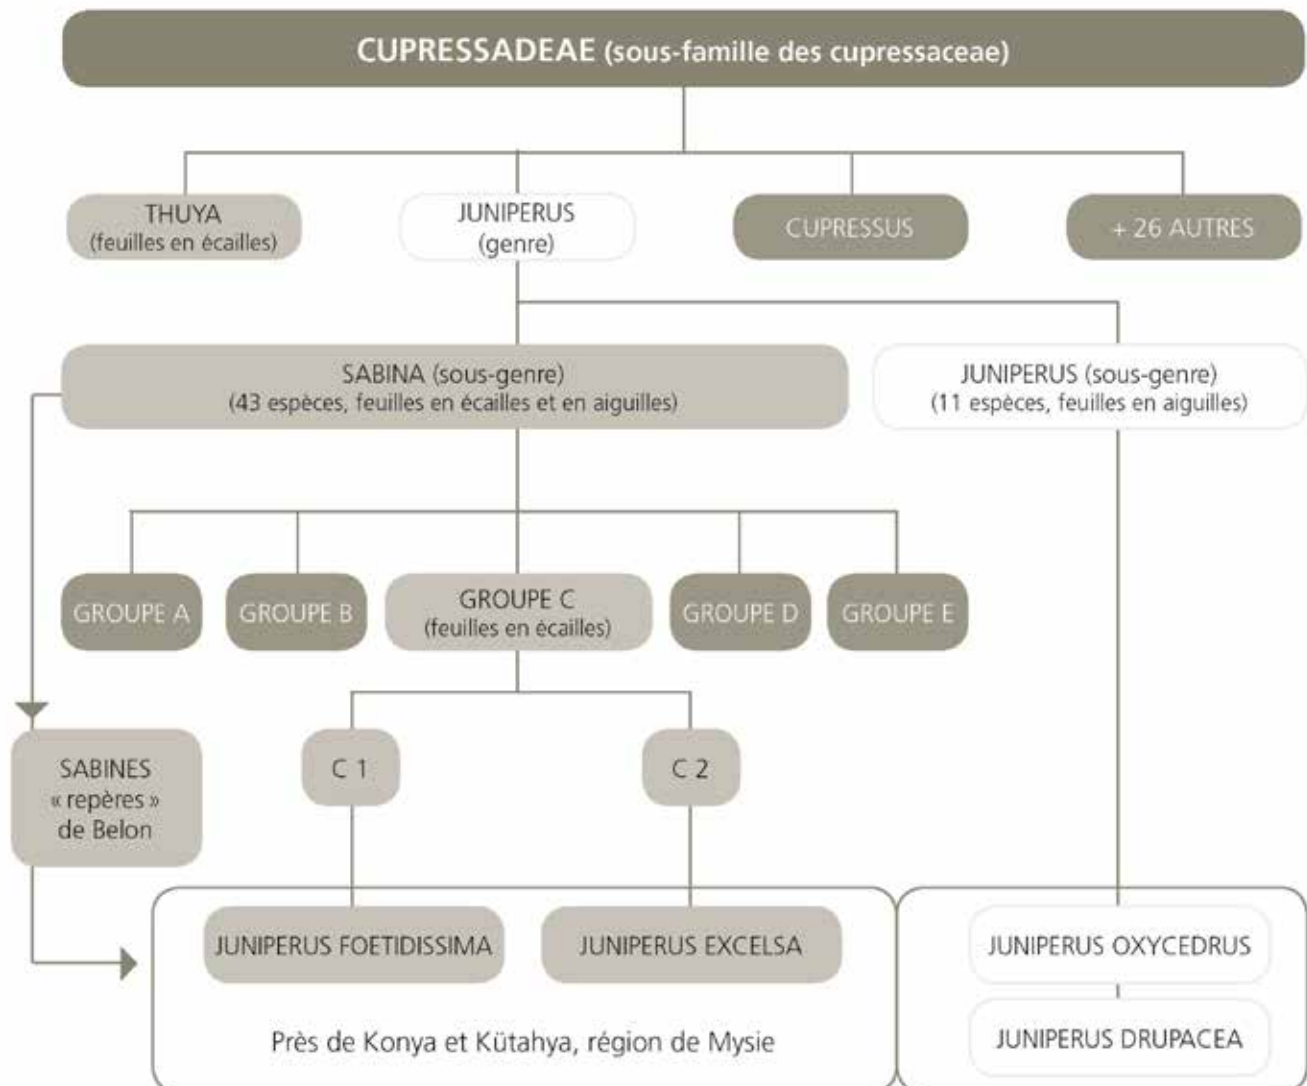 CUPRESSADEAE (sous-famille des cupressaceae)
THUYA
(feuilles en écailles)
JUNIPERUS
(genre)
CUPRESSUS
+ 26 AUTRES
SABINA (sous-genre)
(43 espèces, feuilles en écailles et en aiguilles)
JUNIPERUS (sous-genre)
(11 espèces, feuilles en aiguilles)
GROUPE A
GROUPE B
GROUPE C
(feuilles en écailles)
GROUPE D
GROUPE E
SABINES
« repères »
de Belon
C 1
C 2
JUNIPERUS FOETIDISSIMA
JUNIPERUS EXCELSA
JUNIPERUS OXYCEDRUS
Près de Konya et Kütahya, région de Mysie
JUNIPERUS DRUPACEA